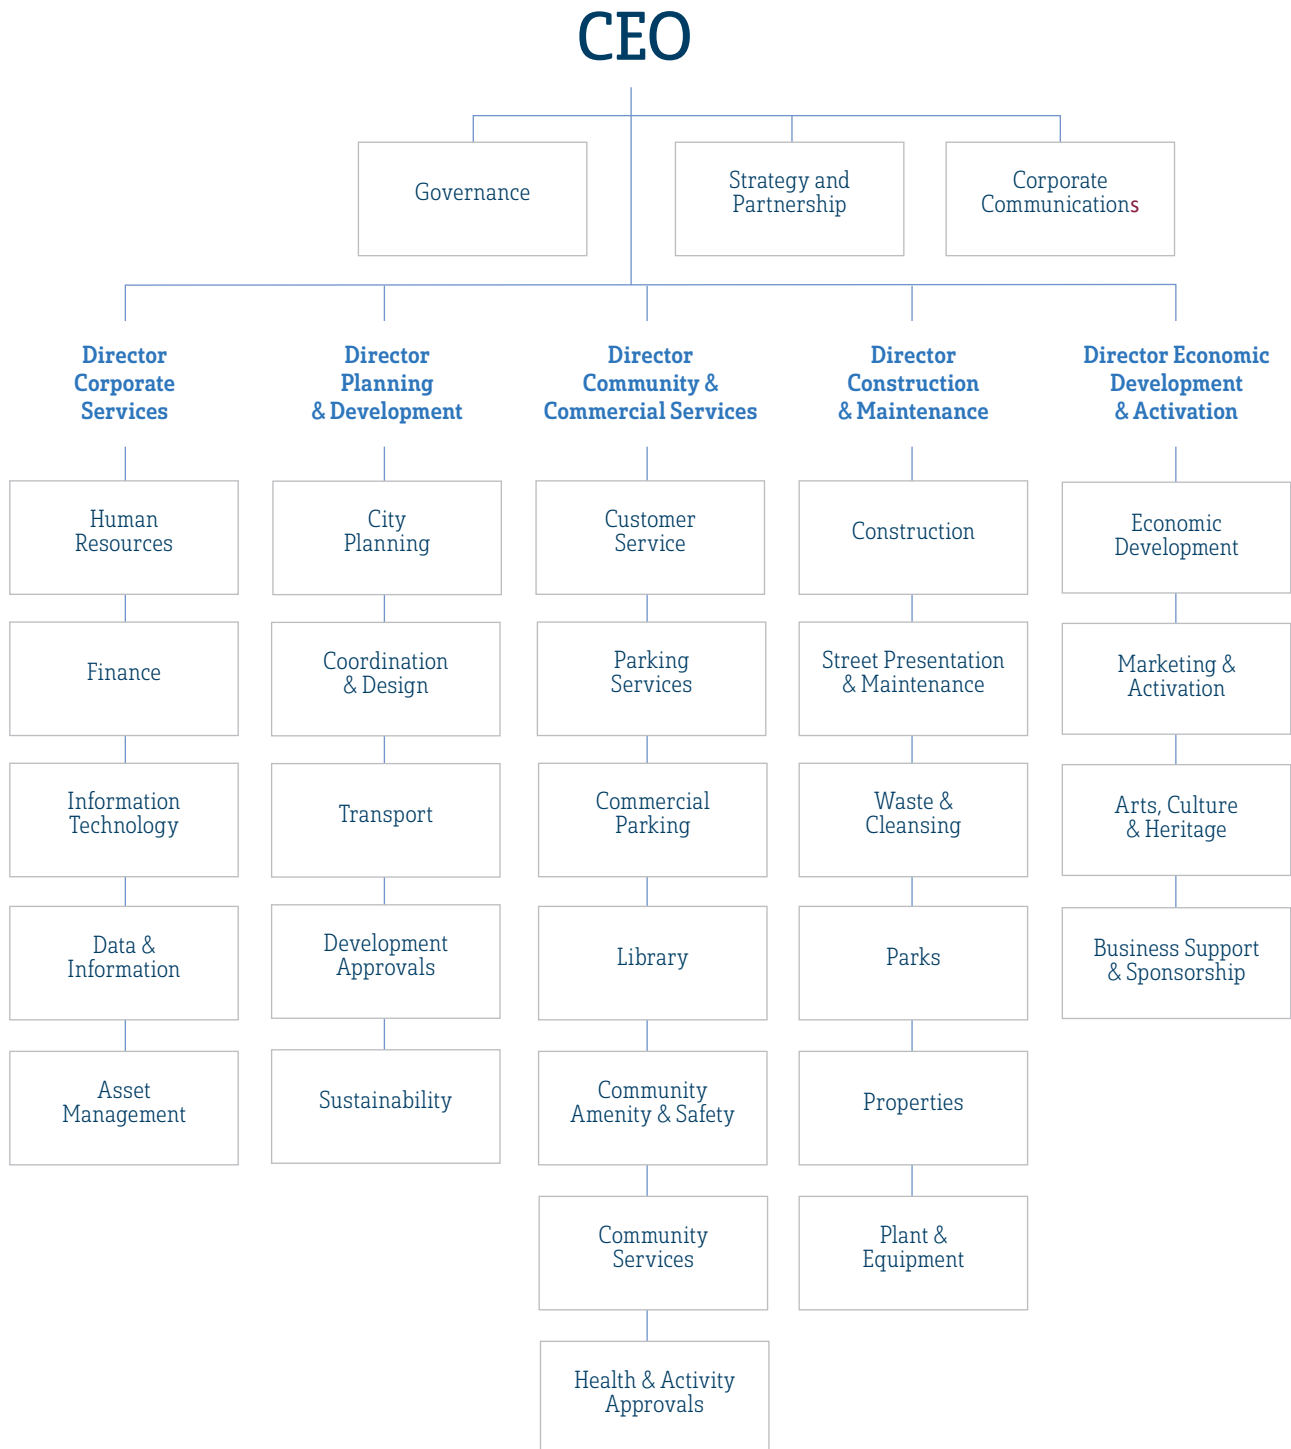 CEO
Governance
Strategy and
Partnership
Corporate
Communications
Director
Corporate
Services
Director
Planning
& Development
Director
Community &
Commercial Services
Director
Construction
& Maintenance
Director Economic
Development
& Activation
Human
Resources
City
Planning
Customer
Service
Construction
Economic
Development
Finance
Coordination
& Design
Parking
Services
Street Presentation
& Maintenance
Marketing &
Activation
Information
Technology
Transport
Commercial
Parking
Waste &
Cleansing
Arts, Culture
& Heritage
Data &
Information
Development
Approvals
Library
Parks
Business Support
& Sponsorship
Asset
Management
Sustainability
Community
Amenity & Safety
Properties
Community
Services
Plant &
Equipment
Health & Activity
Approvals